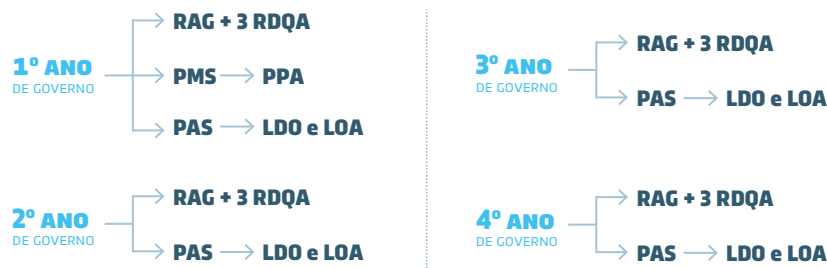 1º ANO
DE GOVERNO
RAG + 3 RDQA
PMS PPA
PAS LDO e LOA
2º ANO
DE GOVERNO
RAG + 3 RDQA
PAS LDO e LOA
3º ANO
DE GOVERNO
RAG + 3 RDQA
PAS LDO e LOA
4º ANO
DE GOVERNO
RAG + 3 RDQA
PAS LDO e LOA